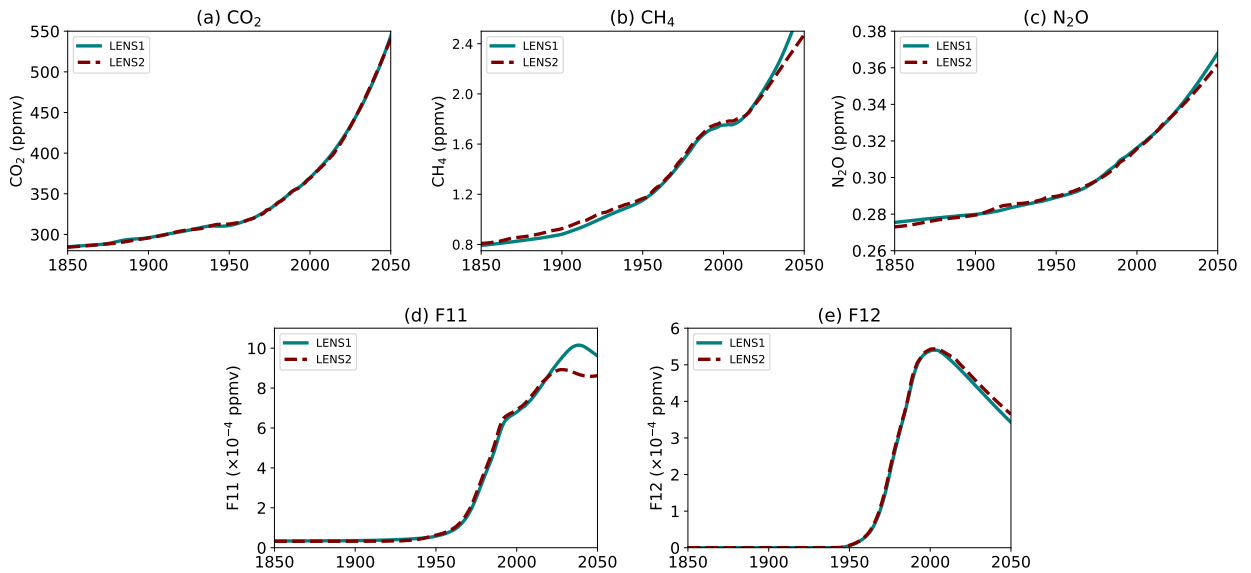 (a) CO₂
550
500
450
400
350
300
CO₂ (ppmv)
LENS1
LENS2
1850 1900 1950 2000 2050
(b) CH₄
2.4
2.0
1.6
1.2
0.8
CH₄ (ppmv)
LENS1
LENS2
1850 1900 1950 2000 2050
(c) N₂O
0.38
0.36
0.34
0.32
0.30
0.28
0.26
N₂O (ppmv)
LENS1
LENS2
1850 1900 1950 2000 2050
(d) F11
10
8
6
4
2
0
F11 (×10⁻⁴ ppmv)
LENS1
LENS2
1850 1900 1950 2000 2050
(e) F12
6
5
4
3
2
1
0
F12 (×10⁻⁴ ppmv)
LENS1
LENS2
1850 1900 1950 2000 2050